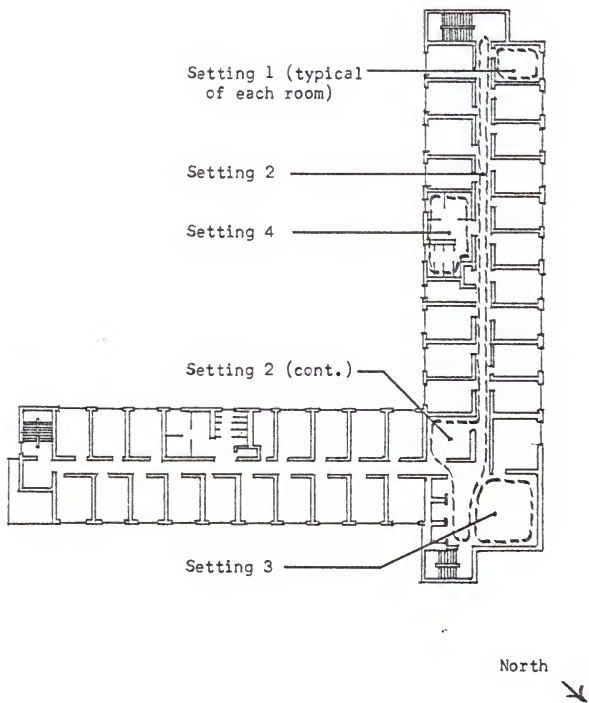 Setting 1 (typical
of each room)
Setting 2
Setting 4
Setting 2 (cont.)
Setting 3
North